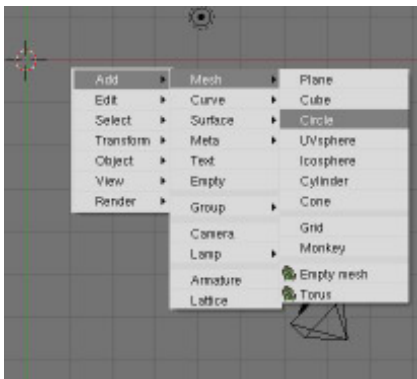 Add
Edit
Select
Transform
Object
View
Render
Mesh
Curve
Surface
Meta
Text
Empty
Group
Camera
Lamp
Armature
Lattice
Plane
Cube
Circle
UVsphere
Icosphere
Cylinder
Cone
Grid
Monkey
Empty mesh
Torus